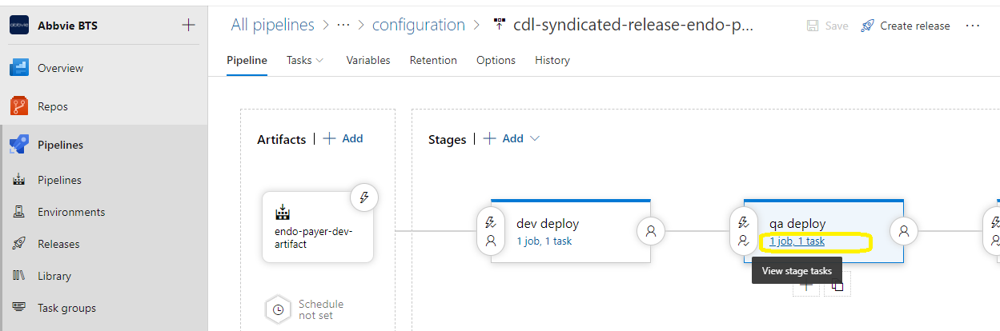 abbvie
Abbvie BTS
Overview
Repos
Pipelines
Pipelines
Environments
Releases
Library
Task groups
All pipelines > ··· > configuration > cdl-syndicated-release-endo-p...
Save Create release ···
Pipeline Tasks Variables Retention Options History
Artifacts | + Add
endo-payer-dev-
artifact
Schedule
not set
Stages | + Add
dev deploy
1 job, 1 task
qa deploy
1 job, 1 task
View stage tasks